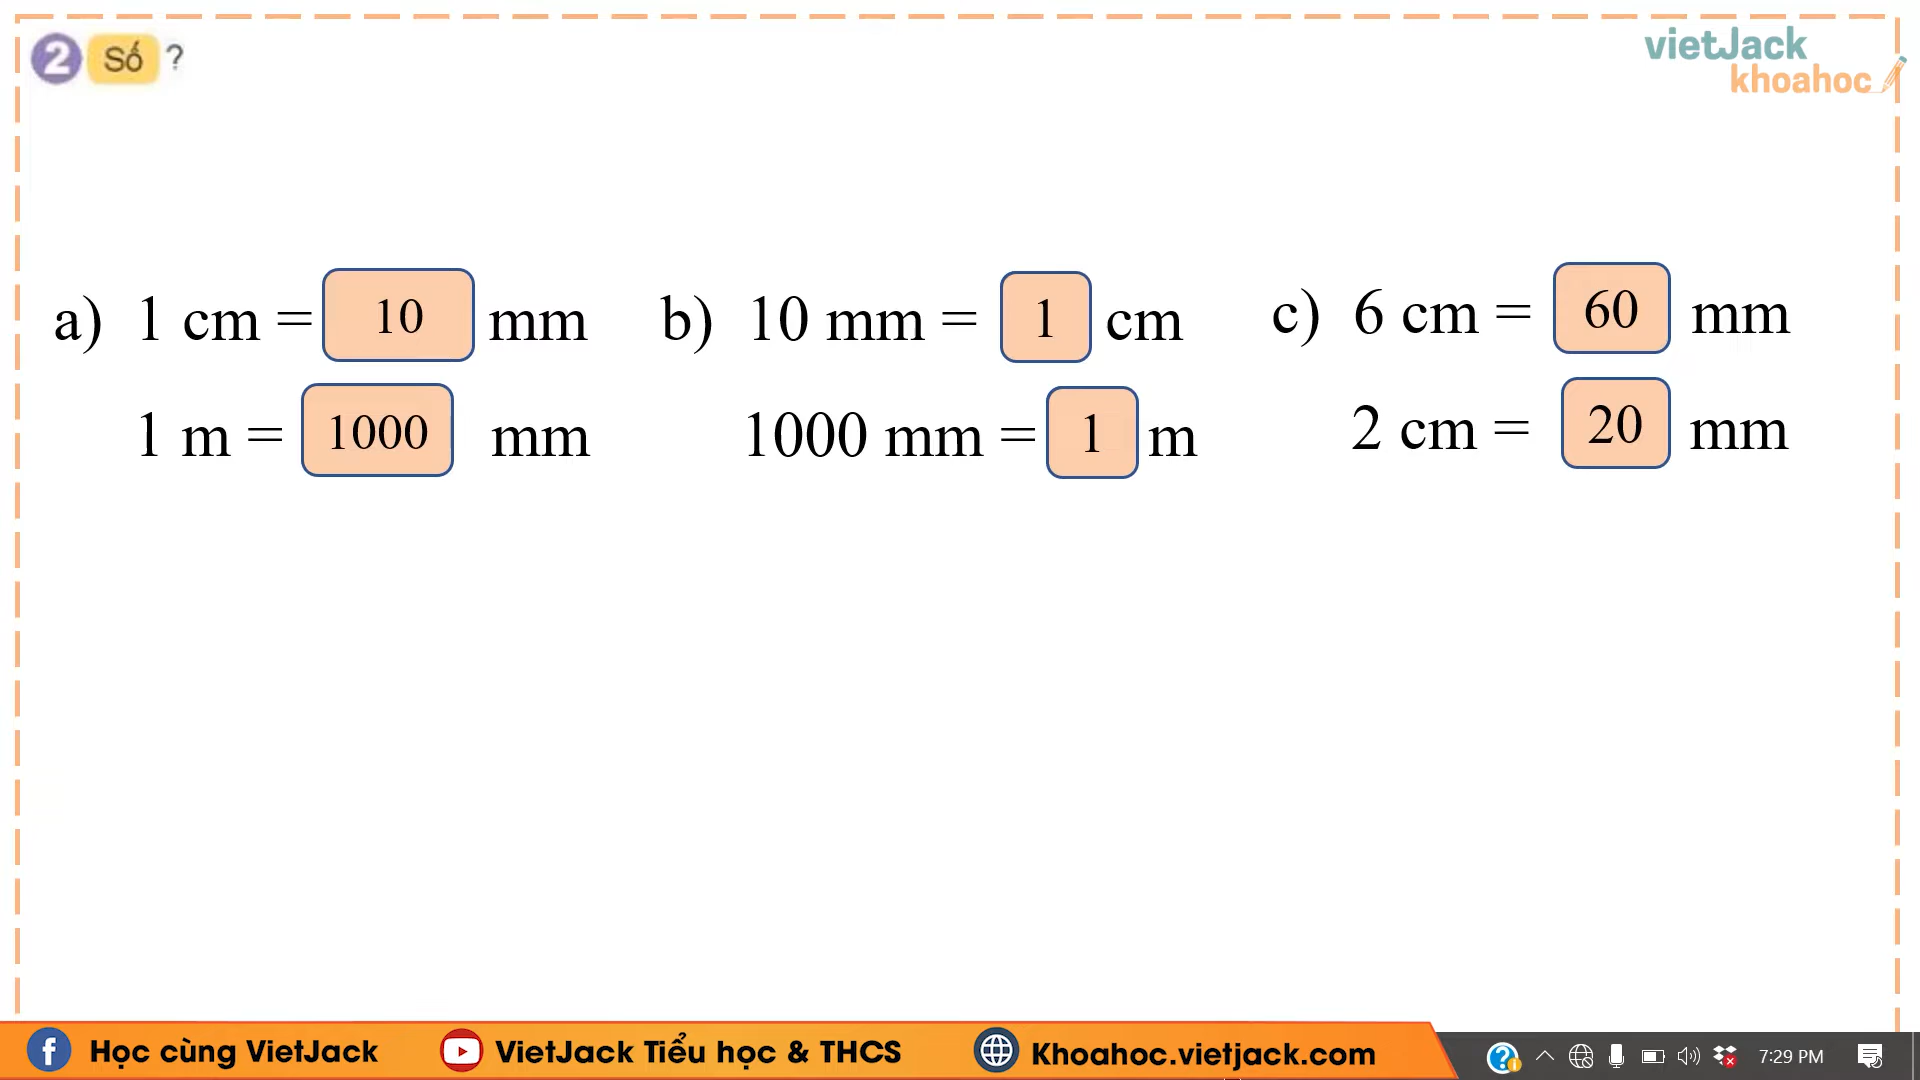 2 Số ?
vietJack
khoahoc
a) 1 cm = 10 mm
1 m = 1000 mm
b) 10 mm = 1 cm
1000 mm = 1 m
c) 6 cm = 60 mm
2 cm = 20 mm
Học cùng VietJack
VietJack Tiểu học & THCS
Khoahoc.vietjack.com
7:29 PM